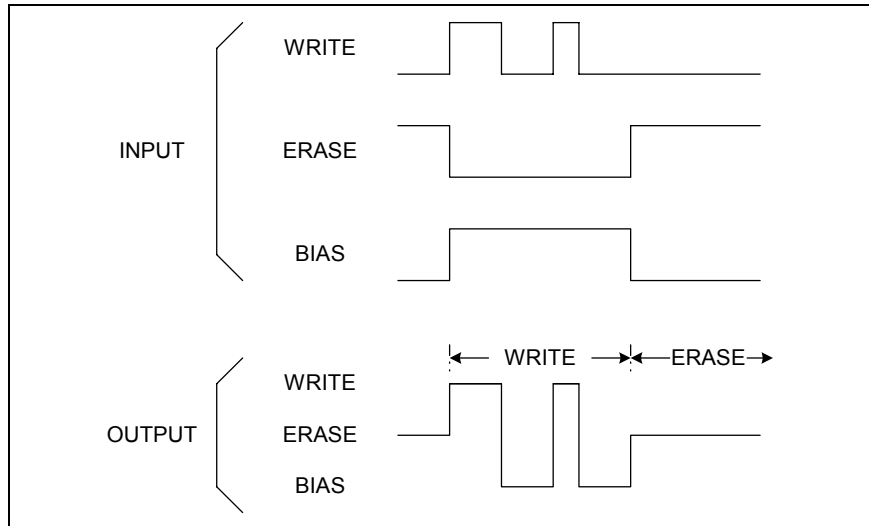 WRITE
INPUT
ERASE
BIAS
WRITE
ERASE
WRITE
OUTPUT
ERASE
BIAS